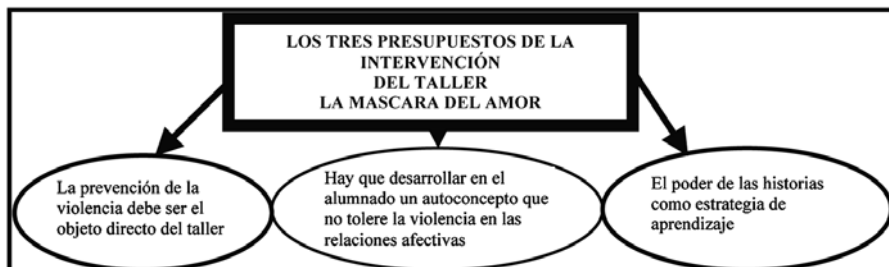 LOS TRES PRESUPUESTOS DE LA
INTERVENCIÓN
DEL TALLER
LA MASCARA DEL AMOR
La prevención de la
violencia debe ser el
objeto directo del taller
Hay que desarrollar en el
alumnado un autoconcepto que
no tolere la violencia en las
relaciones afectivas
El poder de las historias
como estrategia de
aprendizaje